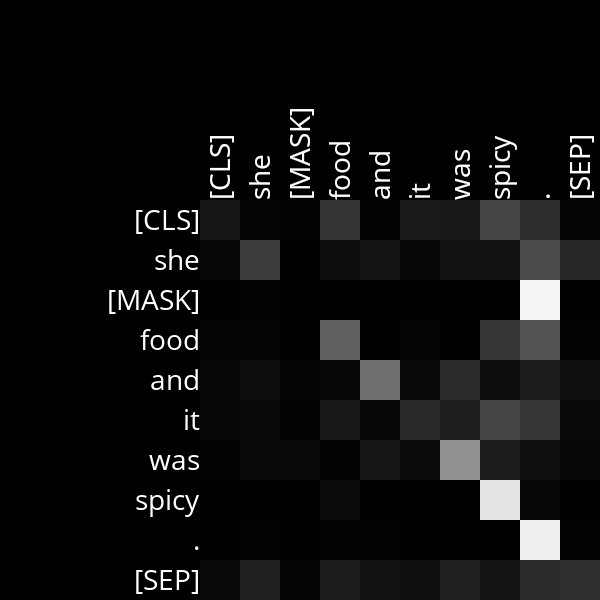 [CLS] she [MASK] food and it was spicy . [SEP]
[CLS]
she
[MASK]
food
and
it
was
spicy
.
[SEP]